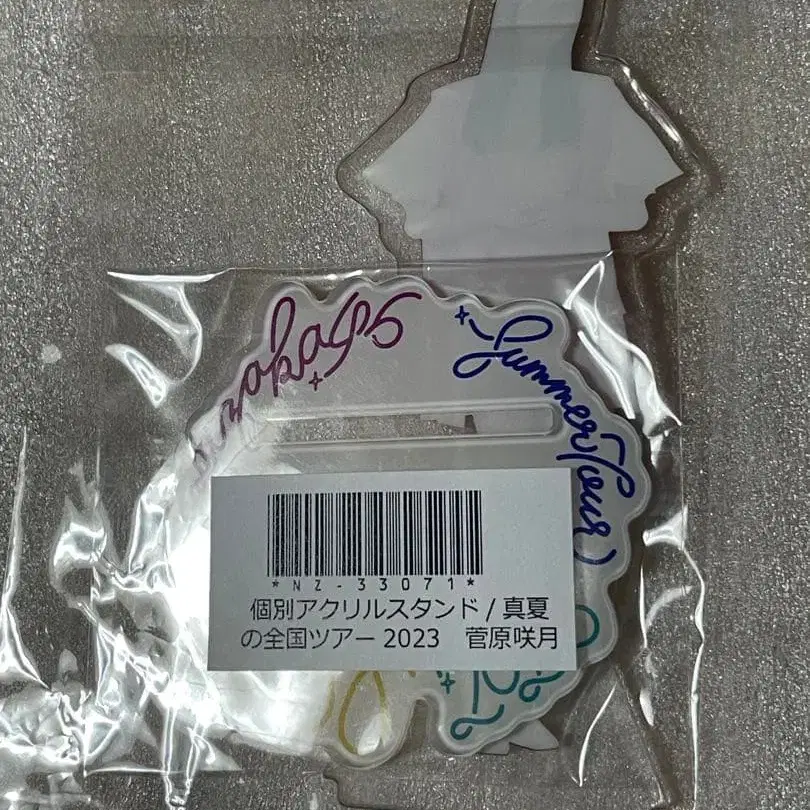 Summer Tour
*NZ-33071*
個別アクリルスタンド / 真夏
の全国ツアー 2023　菅原咲月